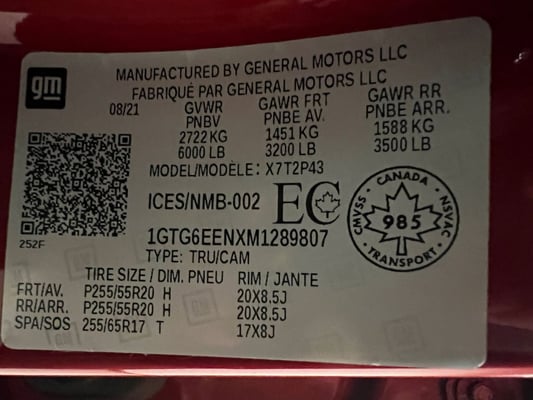 gm
MANUFACTURED BY GENERAL MOTORS LLC
FABRIQUÉ PAR GENERAL MOTORS LLC
08/21 GVWR GAWR FRT GAWR RR
PNBV PNBE AV. PNBE ARR.
2722 KG 1451 KG 1588 KG
6000 LB 3200 LB 3500 LB
MODEL/MODÈLE: X7T2P43
ICES/NMB-002 EC
CANADA
CMVSS 985 NSVAC
TRANSPORT
252F
1GTG6EENXM1289807
TYPE: TRU/CAM
TIRE SIZE / DIM. PNEU RIM / JANTE
FRT/AV. P255/55R20 H 20X8.5J
RR/ARR. P255/55R20 H 20X8.5J
SPA/SOS 255/65R17 T 17X8J